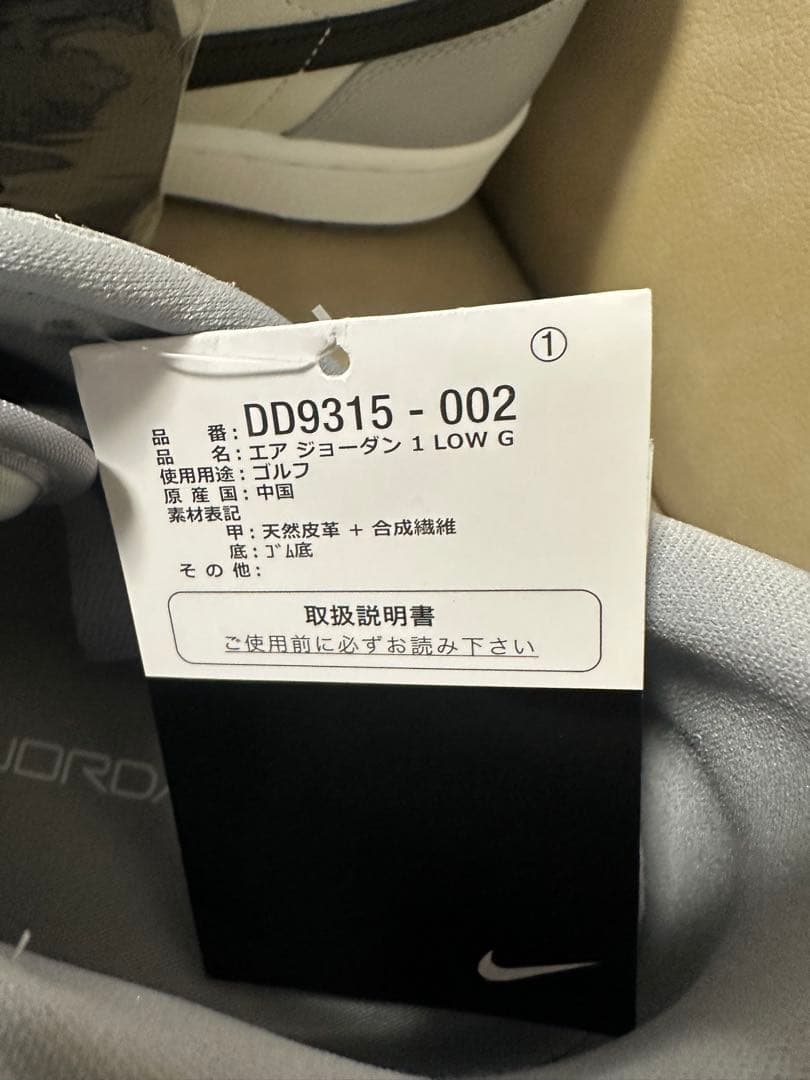 ①
品 番: DD9315 - 002
品 名: エア ジョーダン 1 LOW G
使用用途: ゴルフ
原 産 国: 中国
素材表記
甲: 天然皮革 + 合成繊維
底: ゴム底
そ の 他:
取扱説明書
ご使用前に必ずお読み下さい